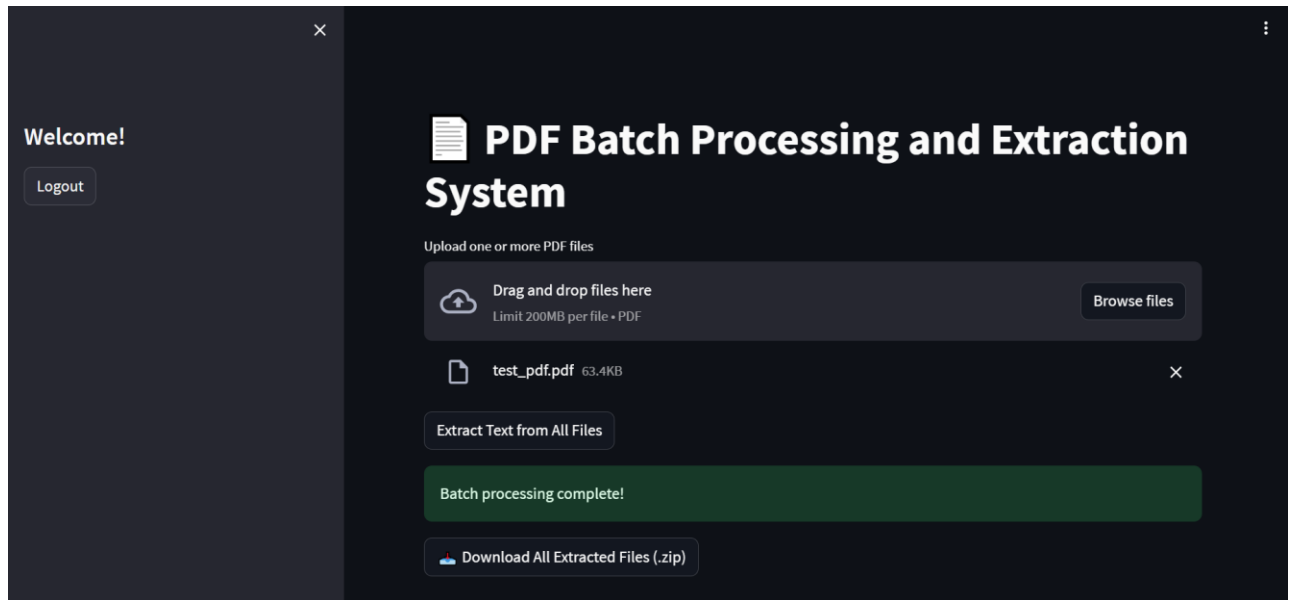 Welcome!
Logout
PDF Batch Processing and Extraction
System
Upload one or more PDF files
Drag and drop files here
Limit 200MB per file • PDF
Browse files
test_pdf.pdf 63.4KB
Extract Text from All Files
Batch processing complete!
Download All Extracted Files (.zip)